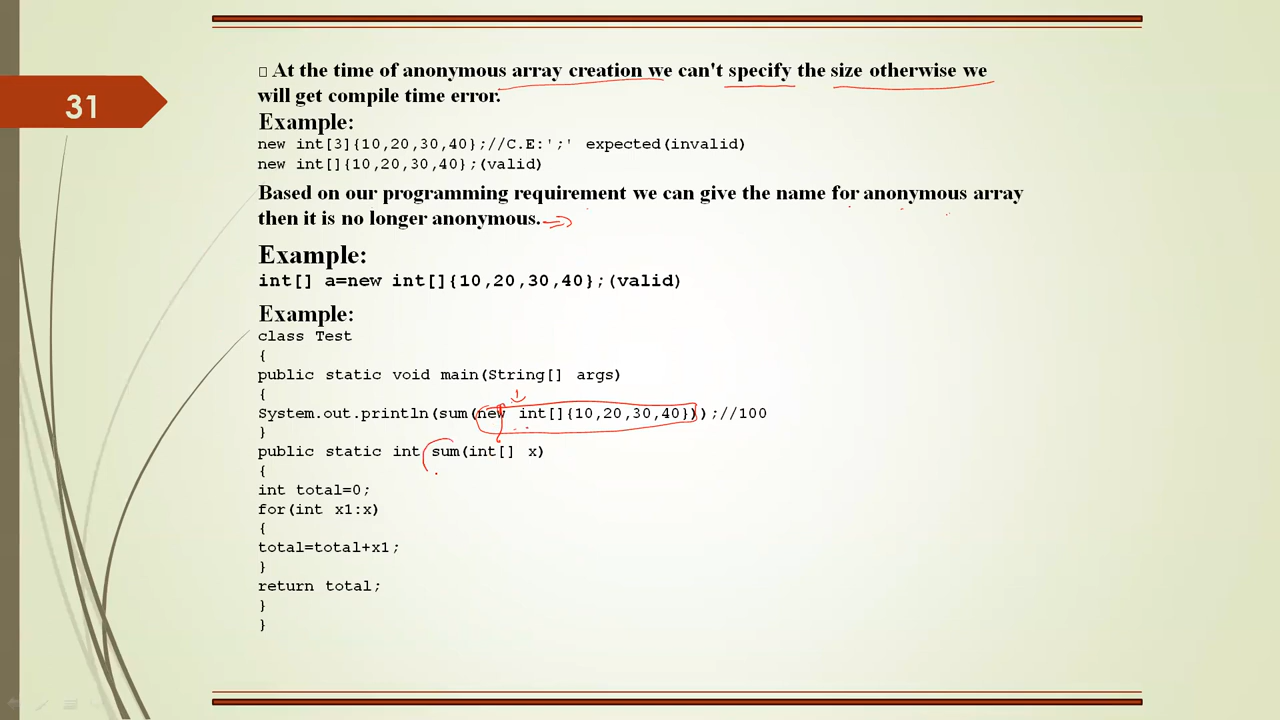 31
At the time of anonymous array creation we can't specify the size otherwise we
will get compile time error.
Example:
new int[3]{10,20,30,40};//C.E:';' expected(invalid)
new int[]{10,20,30,40};(valid)
Based on our programming requirement we can give the name for anonymous array
then it is no longer anonymous.
Example:
int[] a=new int[]{10,20,30,40};(valid)
Example:
class Test
{
public static void main(String[] args)
{
System.out.println(sum(new int[]{10,20,30,40}));//100
}
public static int sum(int[] x)
{
int total=0;
for(int x1:x)
{
total=total+x1;
}
return total;
}
}